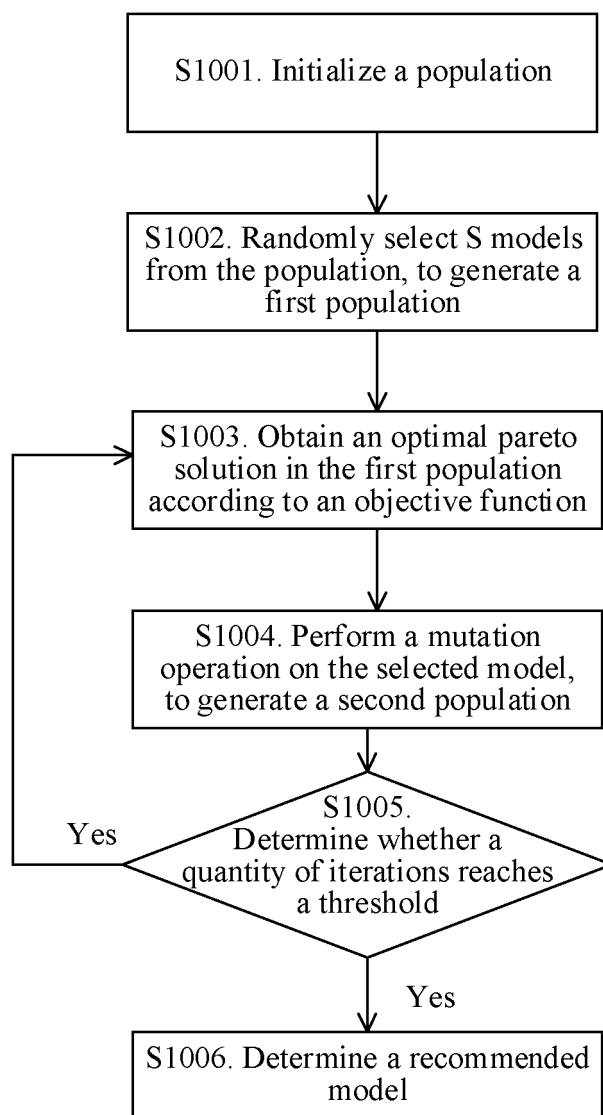 S1001. Initialize a population
S1002. Randomly select S models
from the population, to generate a
first population
S1003. Obtain an optimal pareto
solution in the first population
according to an objective function
S1004. Perform a mutation
operation on the selected model,
to generate a second population
S1005.
Determine whether a
quantity of iterations reaches
a threshold
Yes
Yes
S1006. Determine a recommended
model